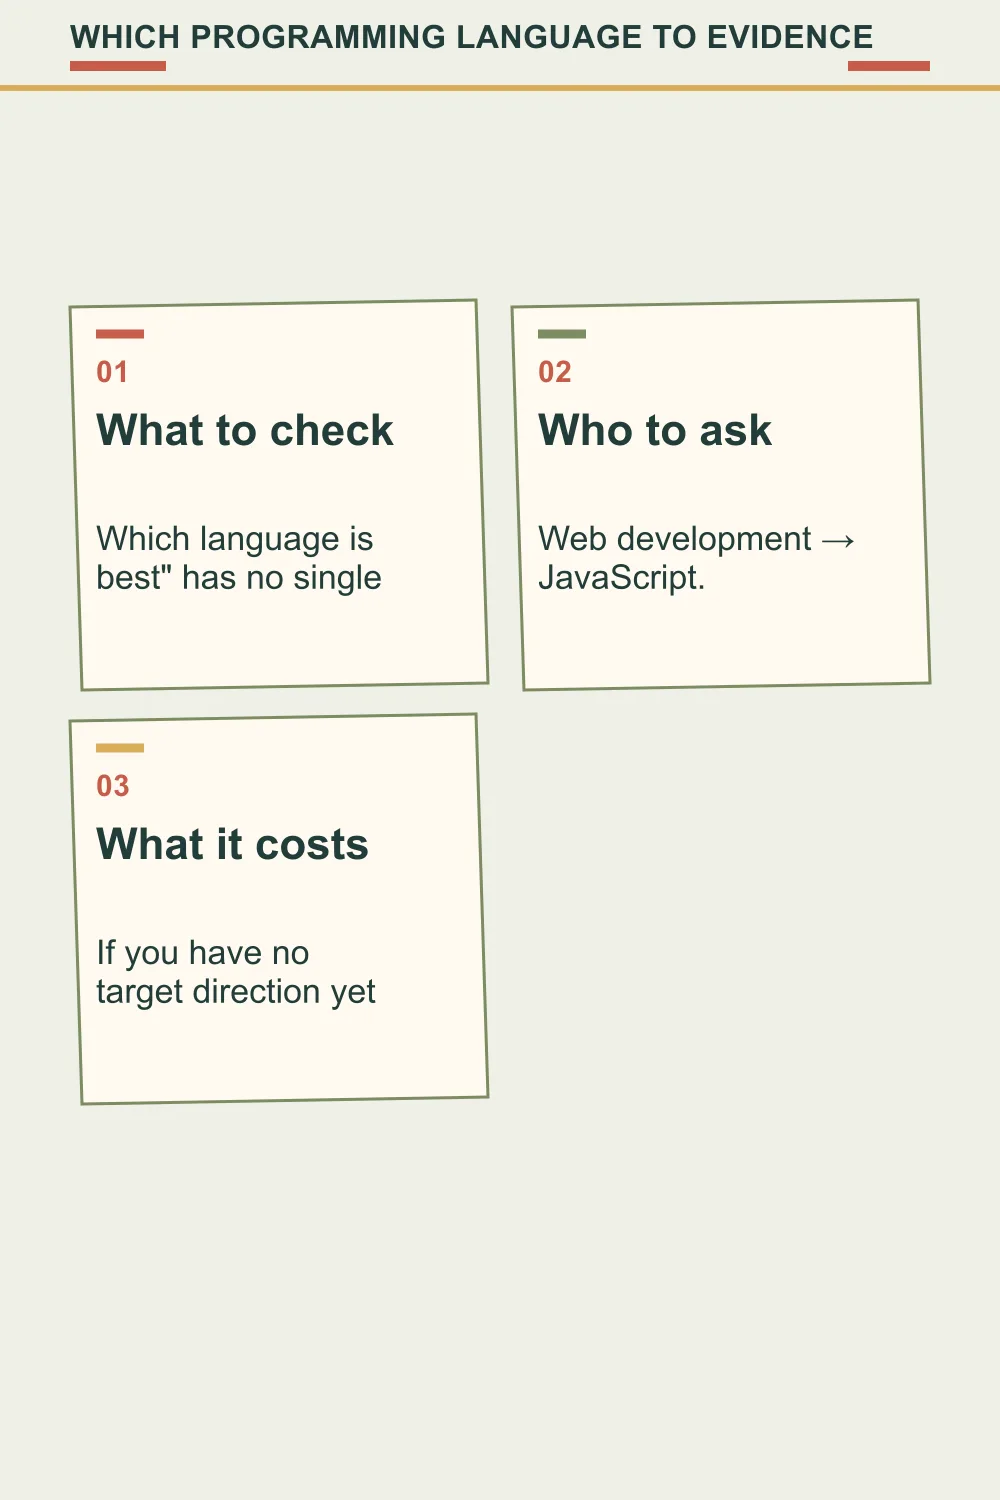 WHICH PROGRAMMING LANGUAGE TO EVIDENCE
01
What to check
Which language is
best" has no single
02
Who to ask
Web development →
JavaScript.
03
What it costs
If you have no
target direction yet